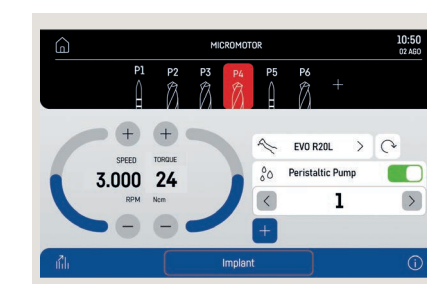 MICROMOTOR
10:50
02 AGO
P1 P2 P3 P4 P5 P6 +
SPEED TORQUE
3.000 24
RPM Ncm
EVO R20L
Peristaltic Pump
1
Implant